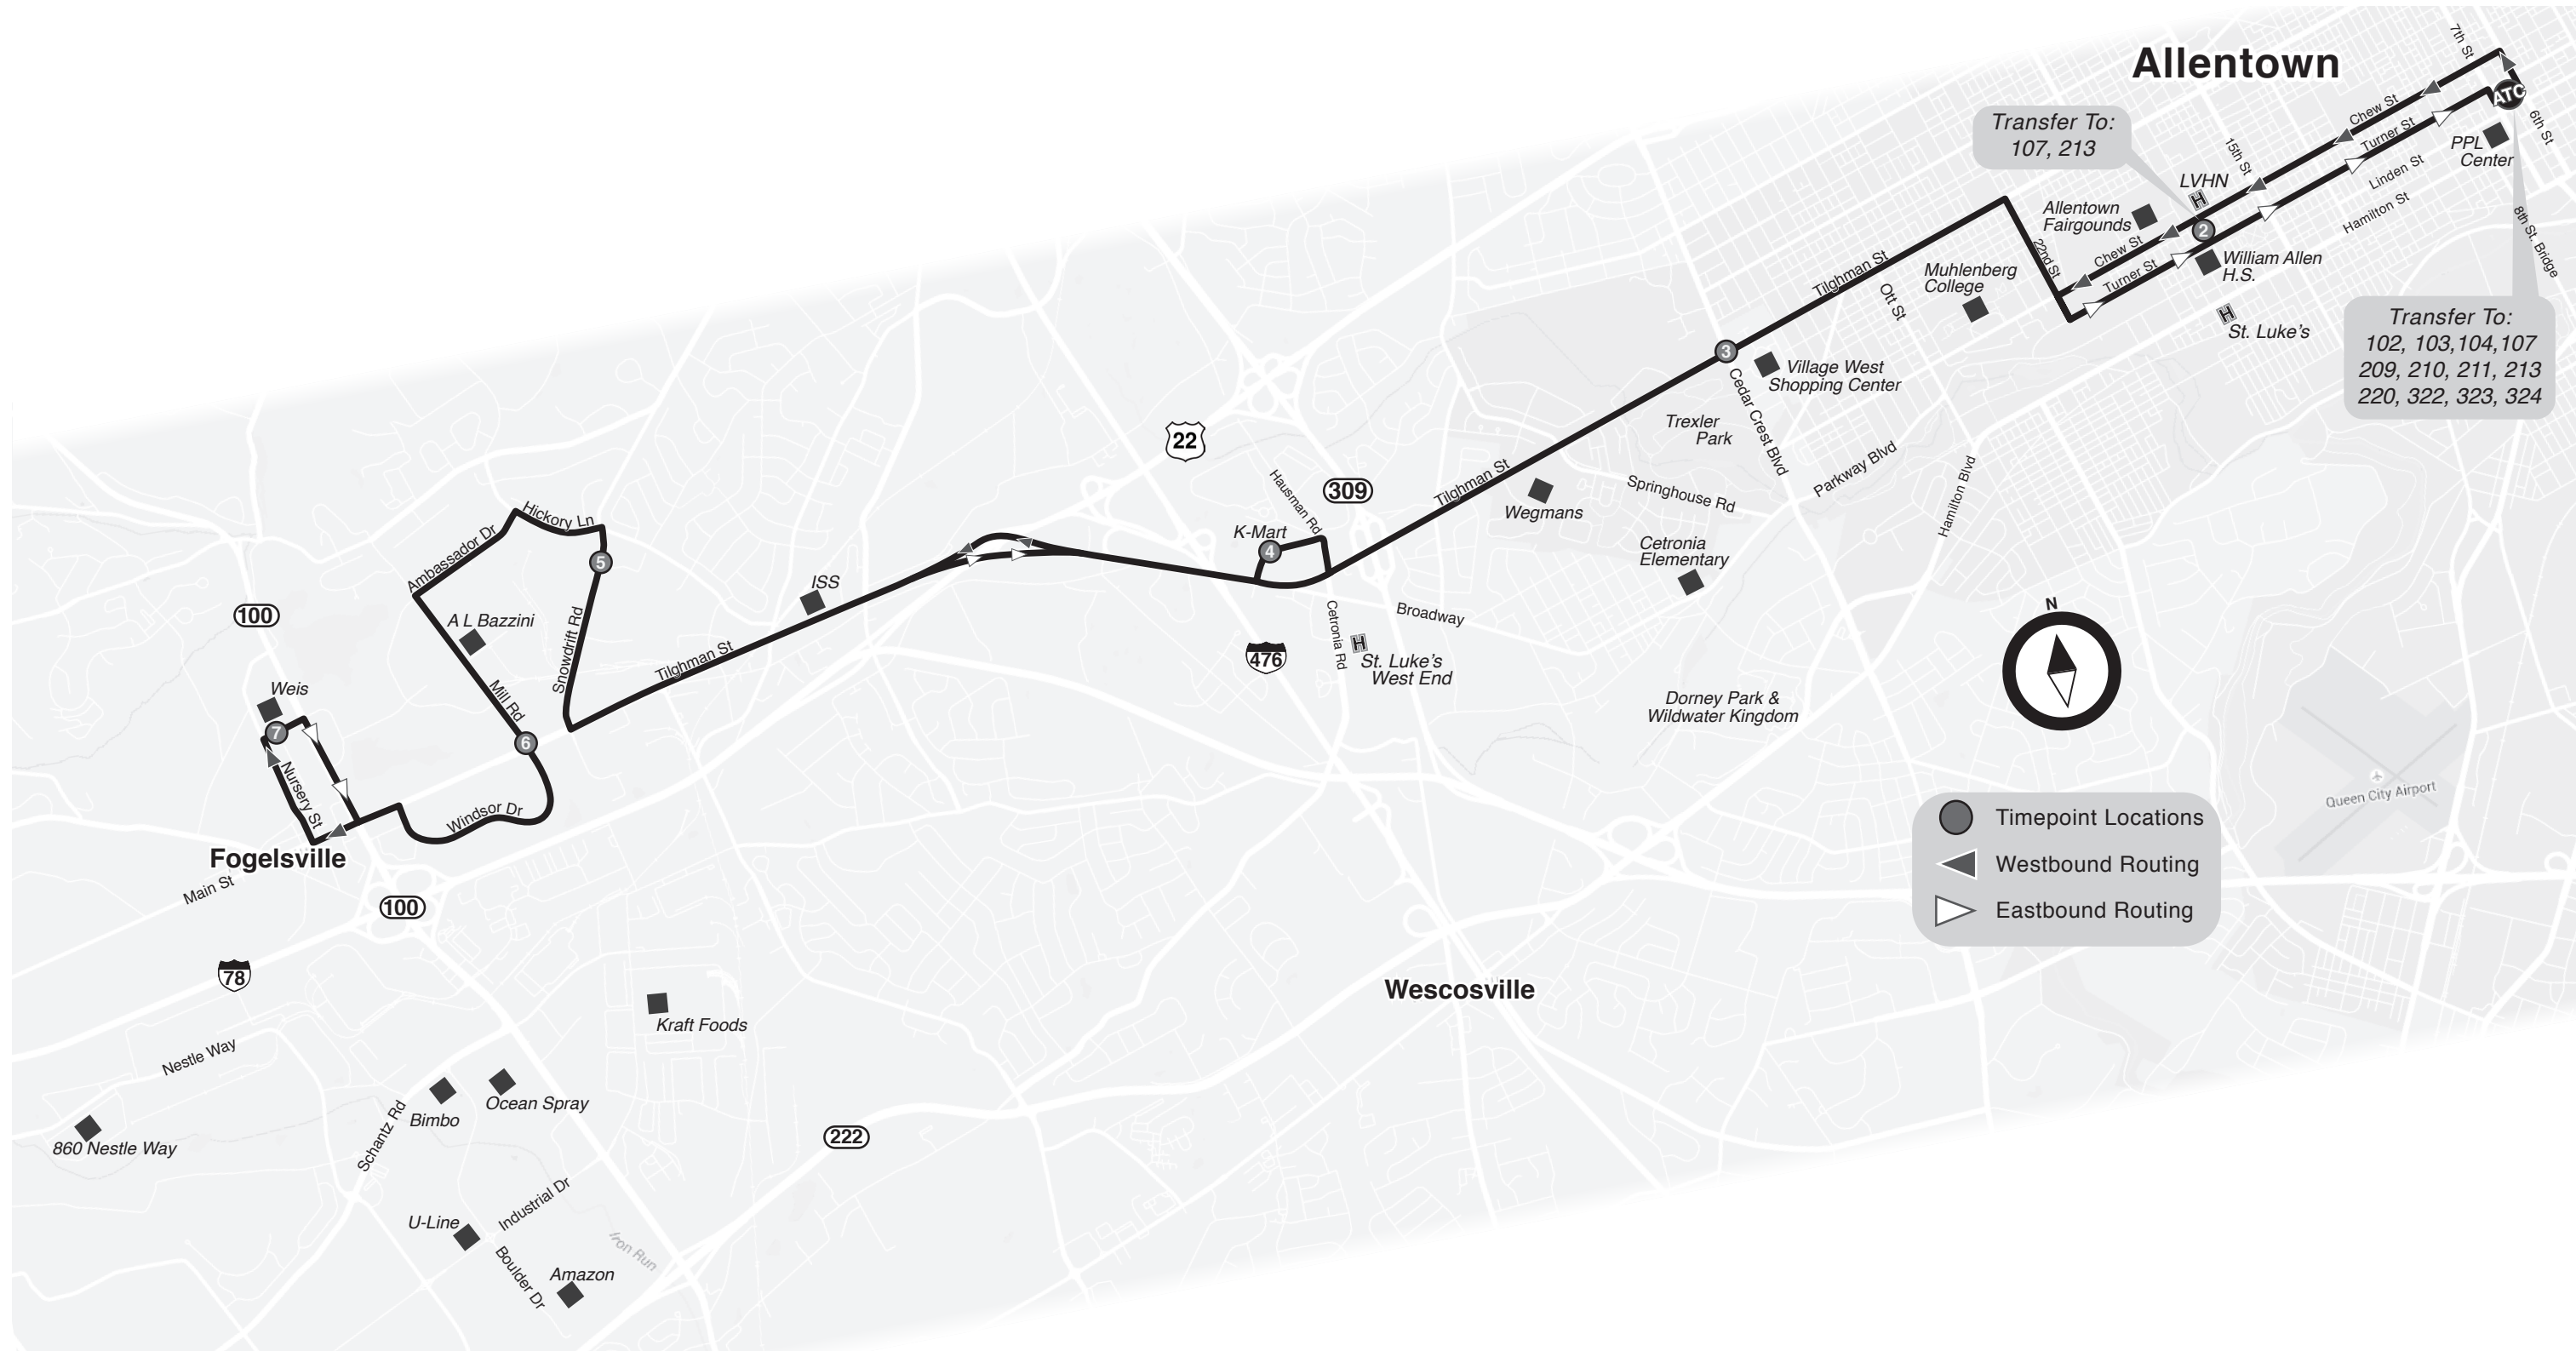 Allentown
7th St
ATC
6th St
Chew St
Turner St
Linden St
Hamilton St
PPL
Center
8th St. Bridge
Transfer To:
107, 213
15th St
LVHN
H
2
Allentown
Fairgounds
Chew St
Turner St
22nd St
William Allen
H.S.
H
St. Luke's
Transfer To:
102, 103,104,107
209, 210, 211, 213
220, 322, 323, 324
Tilghman St
Ott St
Muhlenberg
College
3
Village West
Shopping Center
Cedar Crest Blvd
Trexler
Park
Parkway Blvd
Hamilton Blvd
Springhouse Rd
Tilghman St
Wegmans
Cetronia
Elementary
22
309
Hausman Rd
K-Mart
4
Broadway
Cetronia Rd
H
St. Luke's
West End
476
Dorney Park &
Wildwater Kingdom
N
Queen City Airport
Timepoint Locations
Westbound Routing
Eastbound Routing
Wescosville
Hickory Ln
Ambassador Dr
5
Snowdrift Rd
A L Bazzini
Mill Rd
6
ISS
Tilghman St
100
Weis
7
Nursery St
Windsor Dr
Fogelsville
Main St
100
78
Kraft Foods
Nestle Way
860 Nestle Way
Bimbo
Ocean Spray
Schantz Rd
222
U-Line
Industrial Dr
Boulder Dr
Iron Run
Amazon